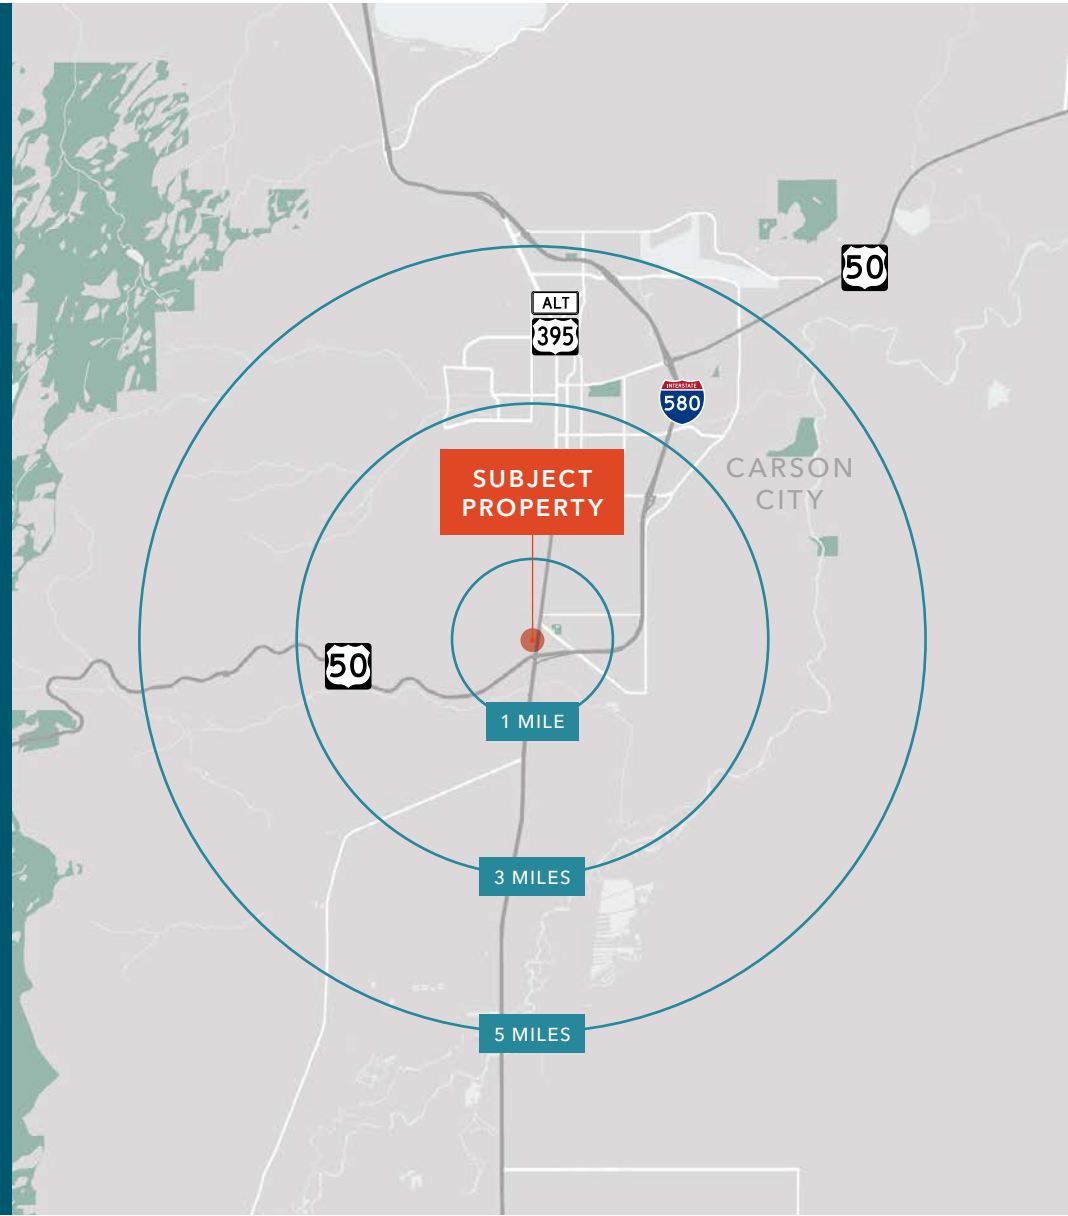 50
ALT
395
INTERSTATE
580
CARSON
CITY
SUBJECT
PROPERTY
50
1 MILE
3 MILES
5 MILES